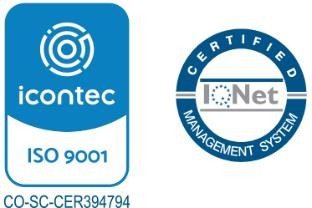 icontec
ISO 9001
CO-SC-CER394794
CERTIFIED
IQNet
MANAGEMENT SYSTEM